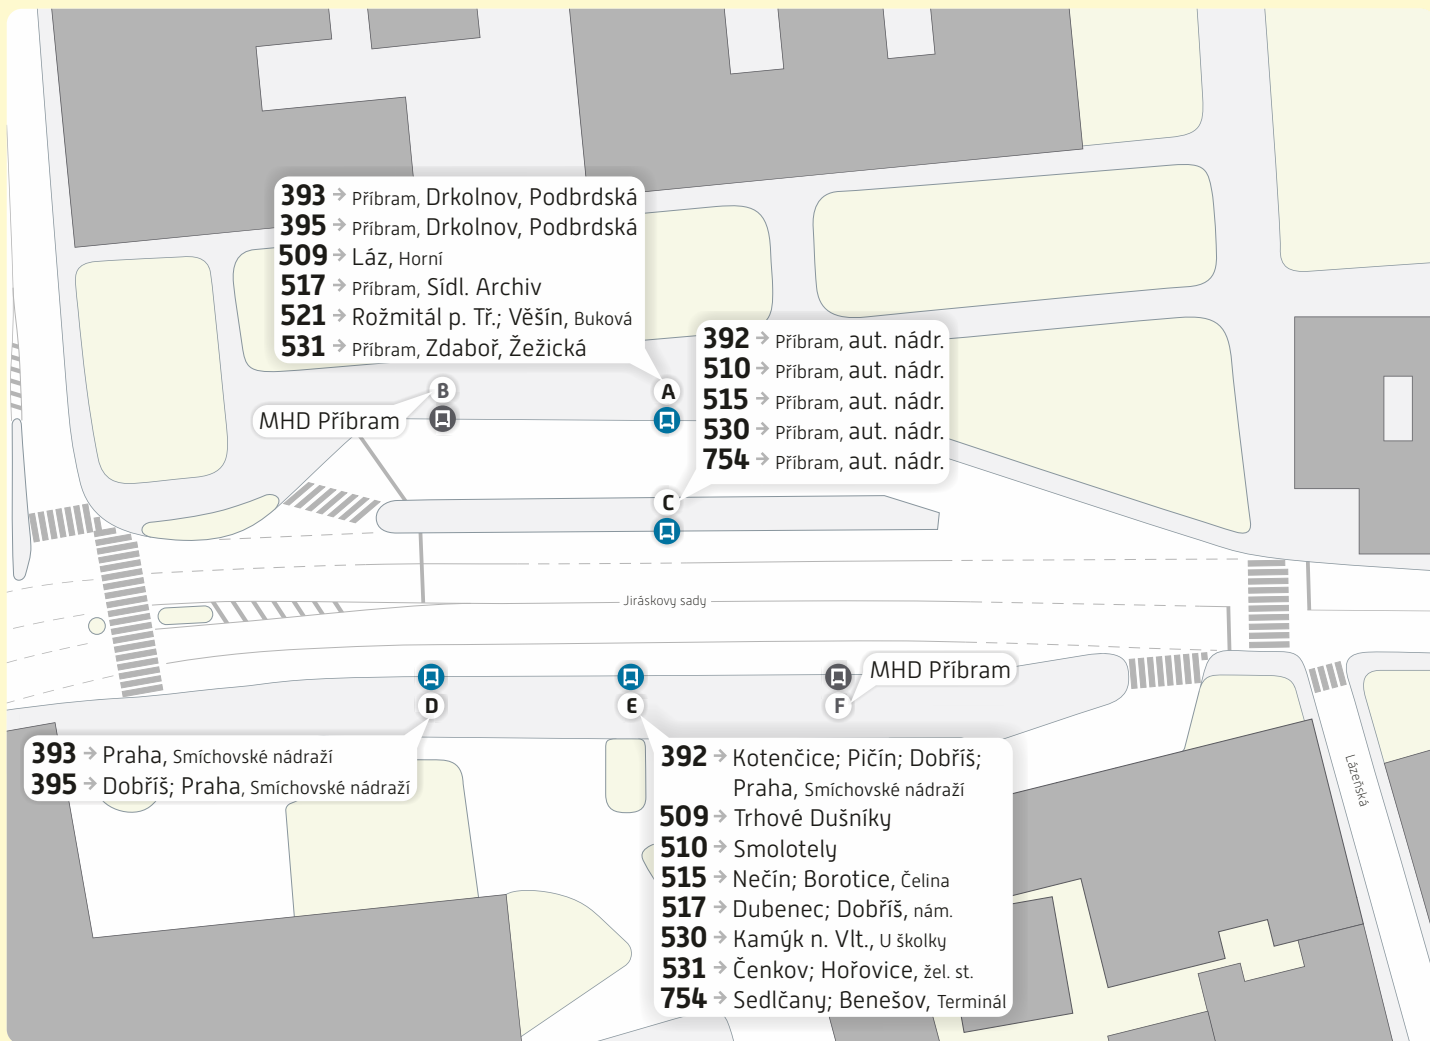 393 → Příbram, Drkolnov, Podbrdská
395 → Příbram, Drkolnov, Podbrdská
509 → Láz, Horní
517 → Příbram, Sídl. Archiv
521 → Rožmitál p. Tř.; Věšín, Buková
531 → Příbram, Zdaboř, Žežická
392 → Příbram, aut. nádr.
510 → Příbram, aut. nádr.
515 → Příbram, aut. nádr.
530 → Příbram, aut. nádr.
754 → Příbram, aut. nádr.
B
A
MHD Příbram
C
Jiráskovy sady
MHD Příbram
D
E
F
393 → Praha, Smíchovské nádraží
395 → Dobříš; Praha, Smíchovské nádraží
392 → Kotenčice; Pičín; Dobříš;
Praha, Smíchovské nádraží
509 → Trhové Dušníky
510 → Smolotely
515 → Nečín; Borotice, Čelina
517 → Dubenec; Dobříš, nám.
530 → Kamýk n. Vlt., U školky
531 → Čenkov; Hořovice, žel. st.
754 → Sedlčany; Benešov, Terminál
Lázeňská